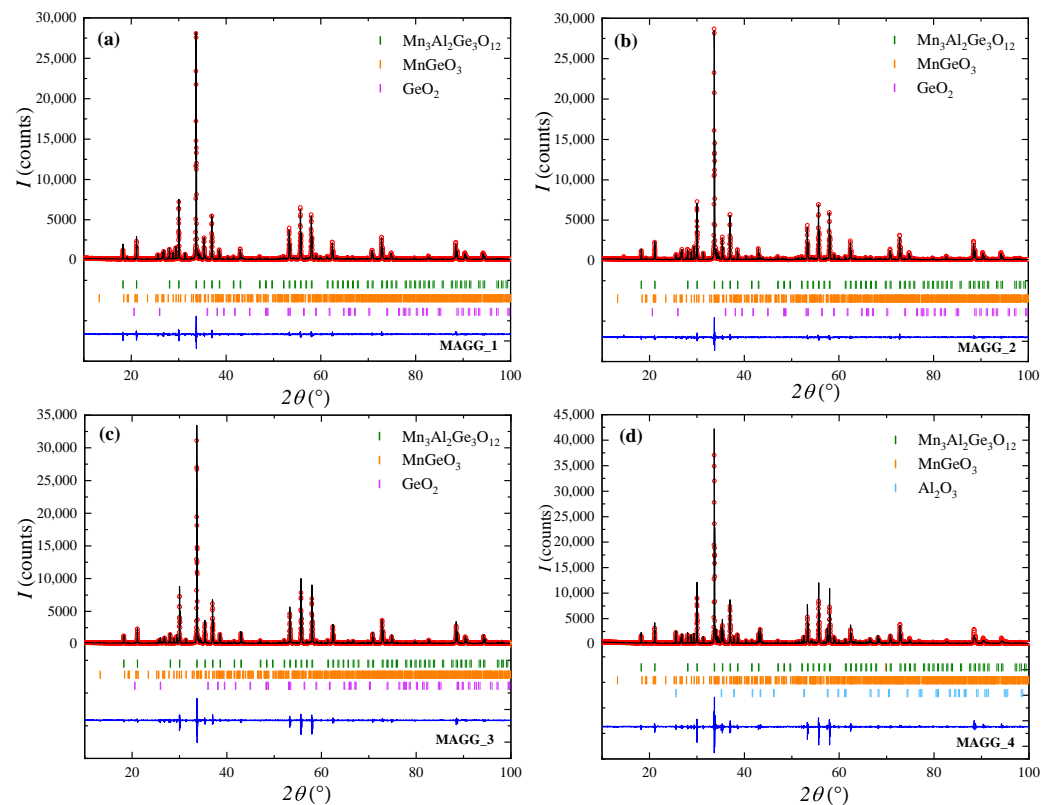 (a)
Mn₃Al₂Ge₃O₁₂
MnGeO₃
GeO₂
30,000
25,000
20,000
15,000
10,000
5000
0
I (counts)
MAGG_1
20 40 60 80 100
2θ (°)
(b)
Mn₃Al₂Ge₃O₁₂
MnGeO₃
GeO₂
30,000
25,000
20,000
15,000
10,000
5000
0
I (counts)
MAGG_2
20 40 60 80 100
2θ (°)
(c)
Mn₃Al₂Ge₃O₁₂
MnGeO₃
GeO₂
35,000
30,000
25,000
20,000
15,000
10,000
5000
0
I (counts)
MAGG_3
20 40 60 80 100
2θ (°)
(d)
Mn₃Al₂Ge₃O₁₂
MnGeO₃
Al₂O₃
45,000
40,000
35,000
30,000
25,000
20,000
15,000
10,000
5000
0
I (counts)
MAGG_4
20 40 60 80 100
2θ (°)